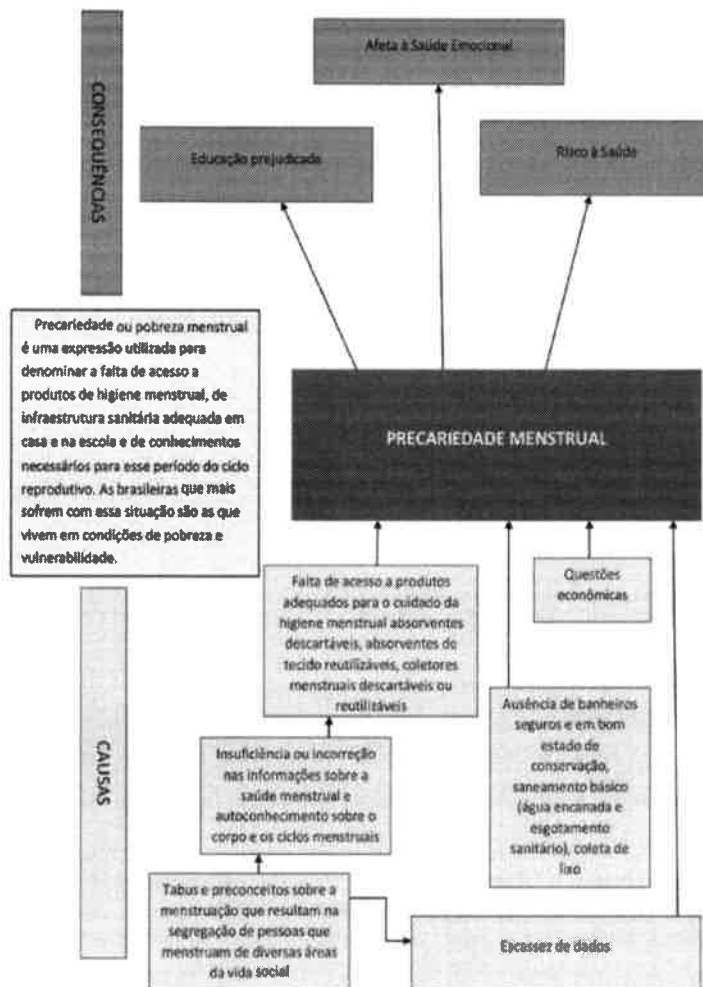 CONSEQUÊNCIAS
Afeta à Saúde Emocional
Educação prejudicada
Risco à Saúde
Precariedade ou pobreza menstrual
é uma expressão utilizada para
denominar a falta de acesso a
produtos de higiene menstrual, de
infraestrutura sanitária adequada em
casa e na escola e de conhecimentos
necessários para esse período do ciclo
reprodutivo. As brasileiras que mais
sofrem com essa situação são as que
vivem em condições de pobreza e
vulnerabilidade.
PRECARIEDADE MENSTRUAL
CAUSAS
Falta de acesso a produtos
adequados para o cuidado da
higiene menstrual absorventes
descartáveis, absorventes de
tecido reutilizáveis, coletores
menstruais descartáveis ou
reutilizáveis
Questões
econômicas
Ausência de banheiros
seguros e em bom
estado de
conservação,
saneamento básico
(água encanada e
esgotamento
sanitário), coleta de
lixo
Insuficiência ou incorreção
nas informações sobre a
saúde menstrual e
autoconhecimento sobre o
corpo e os ciclos menstruais
Tabus e preconceitos sobre a
menstruação que resultam na
segregação de pessoas que
menstruam de diversas áreas
da vida social
Escassez de dados